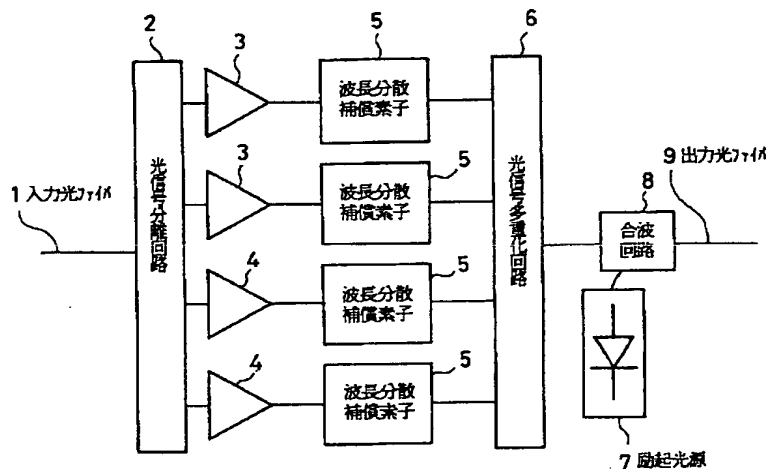 2
3
5
波長分散
補償素子
6
3
5
波長分散
補償素子
1 入力光ファイバ
光信号分離回路
光信号多重化回路
9 出力光ファイバ
8
合波
回路
4
5
波長分散
補償素子
4
5
波長分散
補償素子
7 励起光源